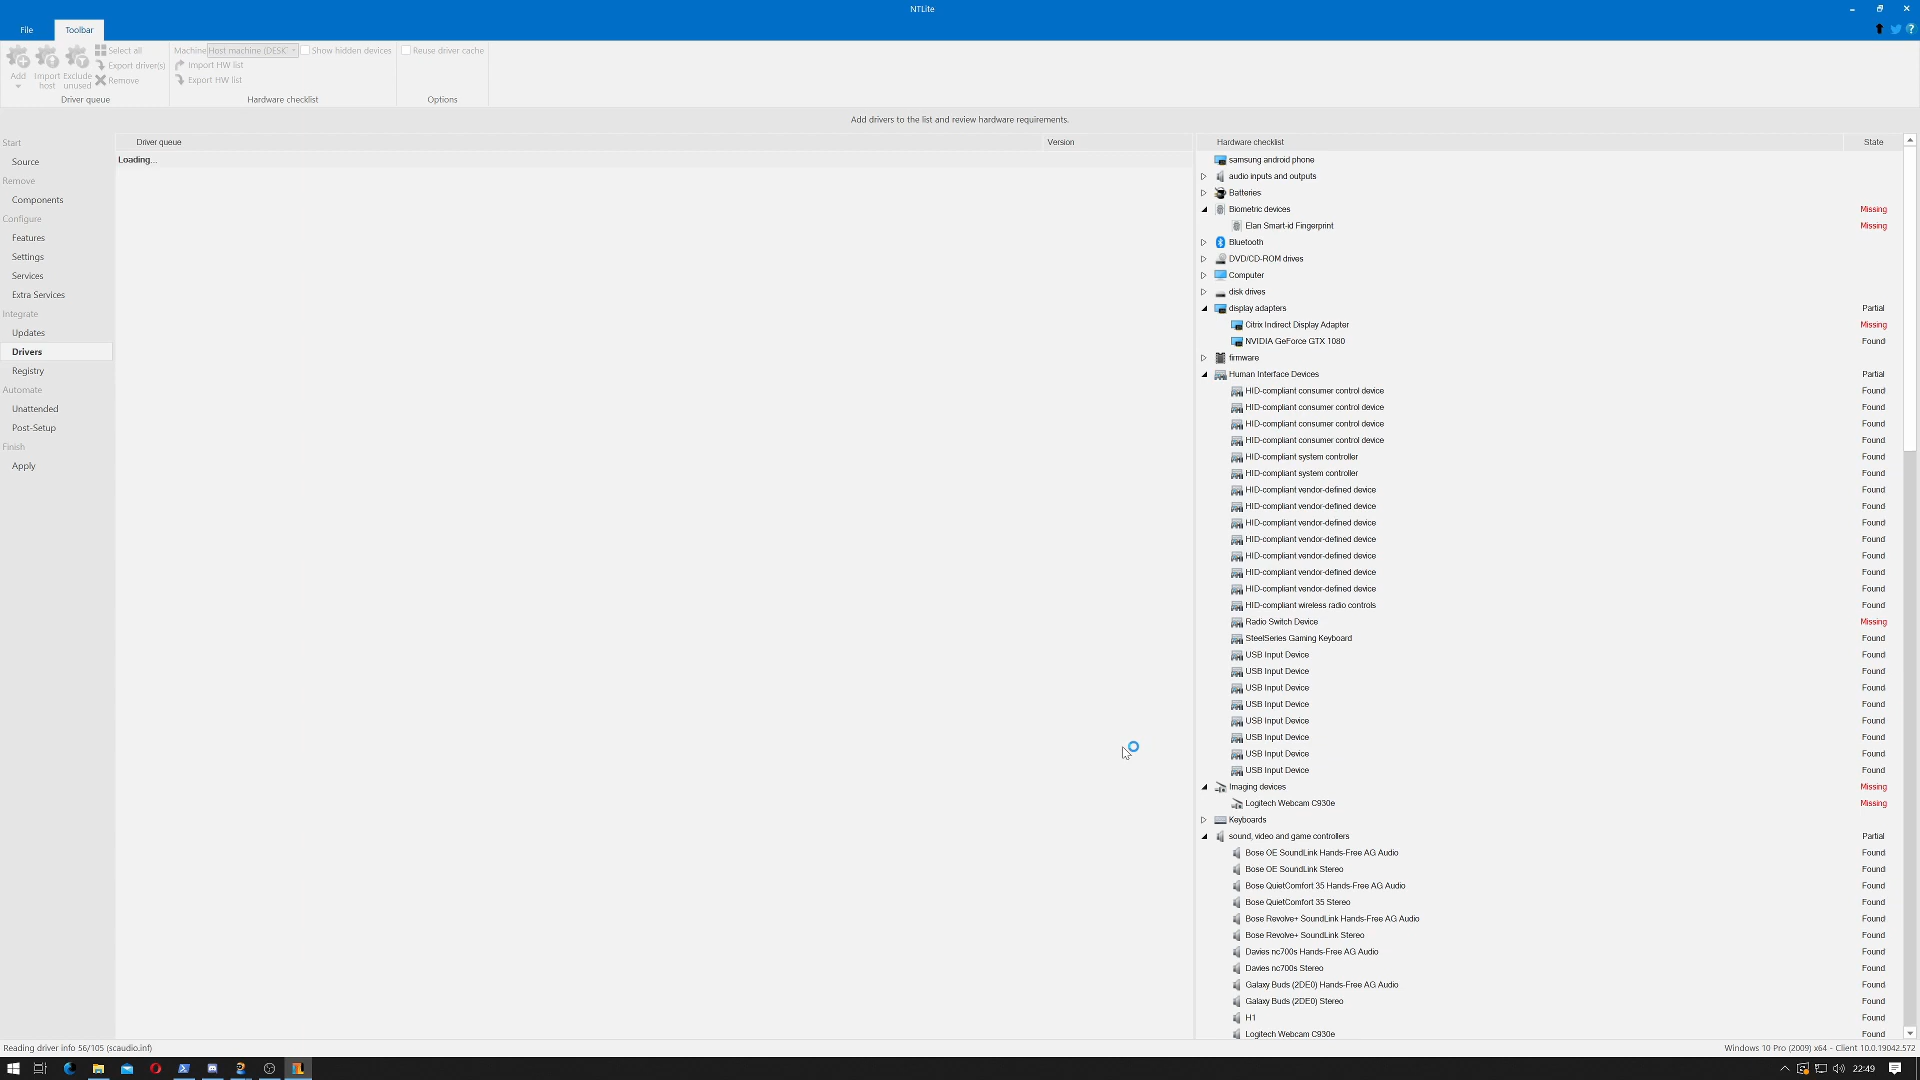 NTLite
File
Toolbar
Add
Import host
Exclude unused
Select all
Export driver(s)
Remove
Driver queue
Machine Host machine (DESK
Show hidden devices
Import HW list
Export HW list
Hardware checklist
Reuse driver cache
Options
Add drivers to the list and review hardware requirements.
Start
Source
Remove
Components
Configure
Features
Settings
Services
Extra Services
Integrate
Updates
Drivers
Registry
Automate
Unattended
Post-Setup
Finish
Apply
Driver queue Version
Loading...
Hardware checklist State
samsung android phone
audio inputs and outputs
Batteries
Biometric devices Missing
Elan Smart-id Fingerprint Missing
Bluetooth
DVD/CD-ROM drives
Computer
disk drives
display adapters Partial
Citrix Indirect Display Adapter Missing
NVIDIA GeForce GTX 1080 Found
firmware
Human Interface Devices Partial
HID-compliant consumer control device Found
HID-compliant consumer control device Found
HID-compliant consumer control device Found
HID-compliant consumer control device Found
HID-compliant system controller Found
HID-compliant system controller Found
HID-compliant vendor-defined device Found
HID-compliant vendor-defined device Found
HID-compliant vendor-defined device Found
HID-compliant vendor-defined device Found
HID-compliant vendor-defined device Found
HID-compliant vendor-defined device Found
HID-compliant vendor-defined device Found
HID-compliant wireless radio controls Found
Radio Switch Device Missing
SteelSeries Gaming Keyboard Found
USB Input Device Found
USB Input Device Found
USB Input Device Found
USB Input Device Found
USB Input Device Found
USB Input Device Found
USB Input Device Found
USB Input Device Found
Imaging devices Missing
Logitech Webcam C930e Missing
Keyboards
sound, video and game controllers Partial
Bose OE SoundLink Hands-Free AG Audio Found
Bose OE SoundLink Stereo Found
Bose QuietComfort 35 Hands-Free AG Audio Found
Bose QuietComfort 35 Stereo Found
Bose Revolve+ SoundLink Hands-Free AG Audio Found
Bose Revolve+ SoundLink Stereo Found
Davies nc700s Hands-Free AG Audio Found
Davies nc700s Stereo Found
Galaxy Buds (2DE0) Hands-Free AG Audio Found
Galaxy Buds (2DE0) Stereo Found
H1 Found
Logitech Webcam C930e Found
Reading driver info 56/105 (scaudio.inf)
Windows 10 Pro (2009) x64 - Client 10.0.19042.572
22:49